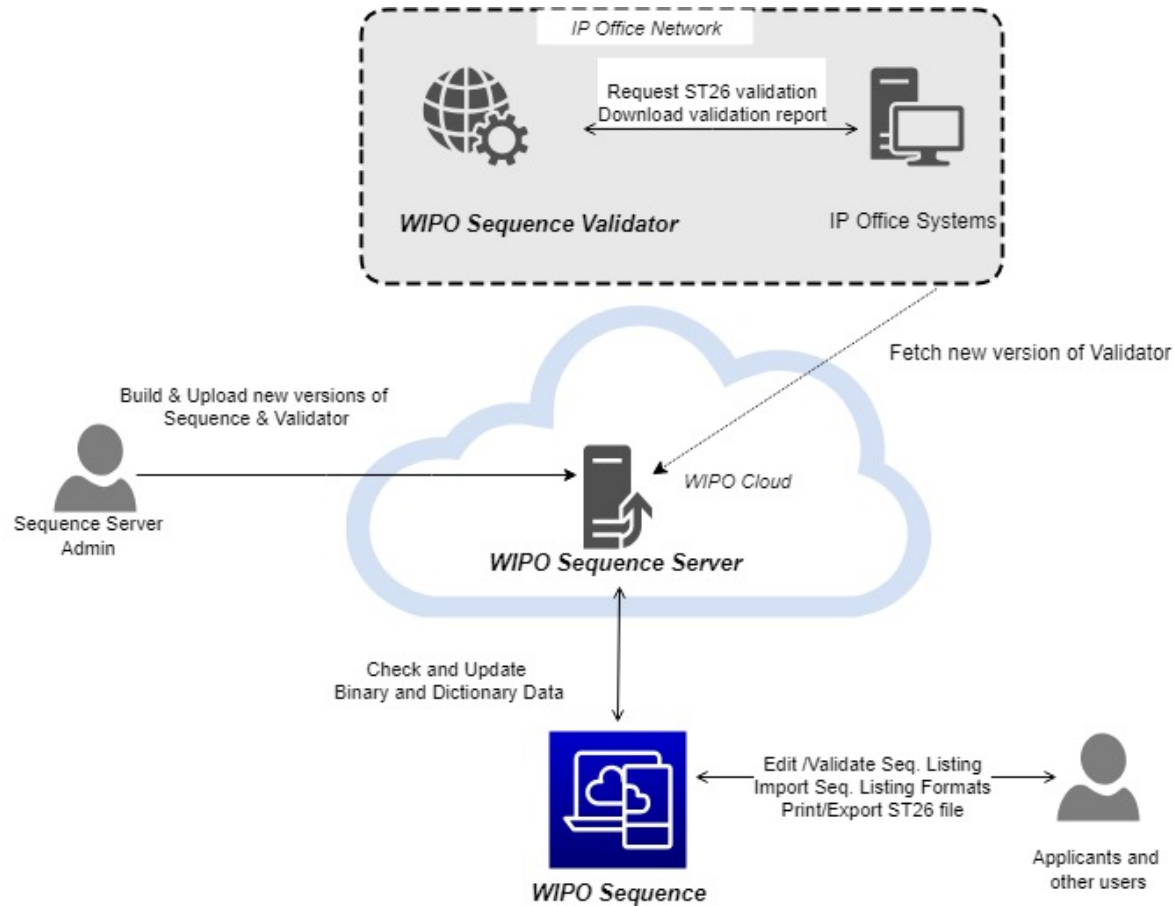 IP Office Network
Request ST26 validation
Download validation report
WIPO Sequence Validator
IP Office Systems
Fetch new version of Validator
Build & Upload new versions of
Sequence & Validator
WIPO Cloud
Sequence Server
Admin
WIPO Sequence Server
Check and Update
Binary and Dictionary Data
Edit /Validate Seq. Listing
Import Seq. Listing Formats
Print/Export ST26 file
Applicants and
other users
WIPO Sequence